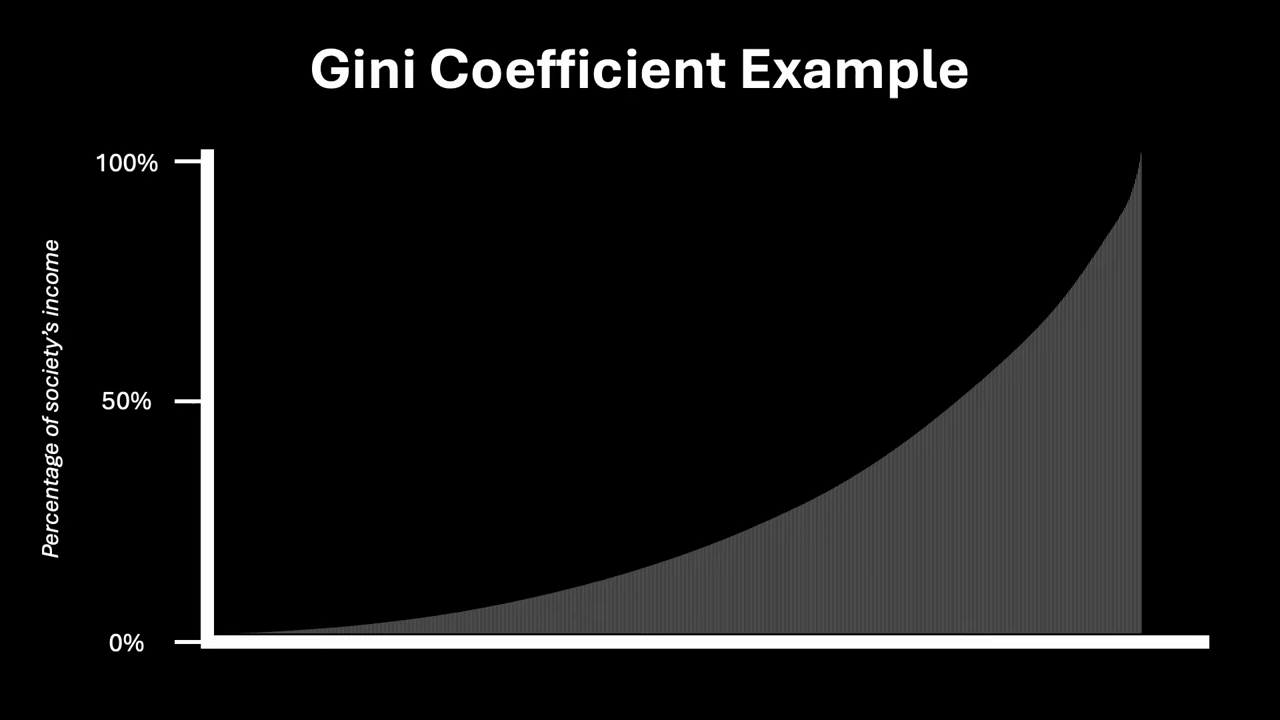 Gini Coefficient Example
100%
50%
0%
Percentage of society’s income